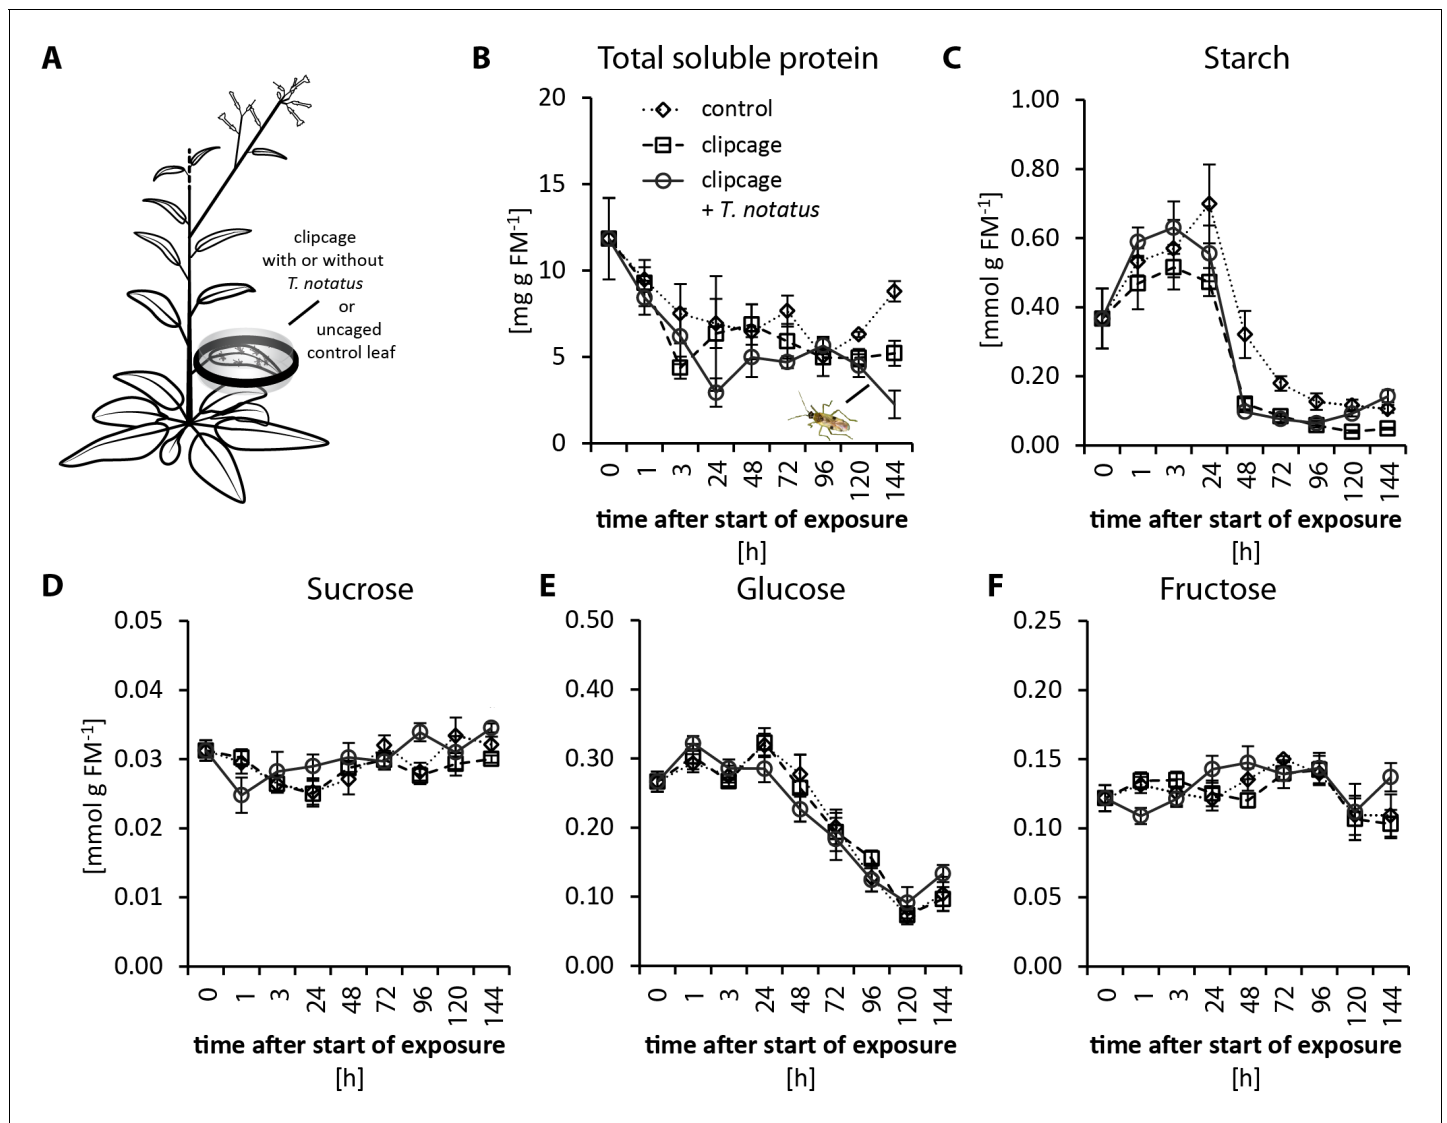 A
clipcage
with or without
T. notatus
or
uncaged
control leaf
B
Total soluble protein
control
clipcage
clipcage
+ T. notatus
[mg g FM-1]
20
15
10
5
0
0 1 3 24 48 72 96 120 144
time after start of exposure
[h]
C
Starch
[mmol g FM-1]
1.00
0.80
0.60
0.40
0.20
0.00
0 1 3 24 48 72 96 120 144
time after start of exposure
[h]
D
Sucrose
[mmol g FM-1]
0.05
0.04
0.03
0.02
0.01
0.00
0 1 3 24 48 72 96 120 144
time after start of exposure
[h]
E
Glucose
0.50
0.40
0.30
0.20
0.10
0.00
0 1 3 24 48 72 96 120 144
time after start of exposure
[h]
F
Fructose
0.25
0.20
0.15
0.10
0.05
0.00
0 1 3 24 48 72 96 120 144
time after start of exposure
[h]